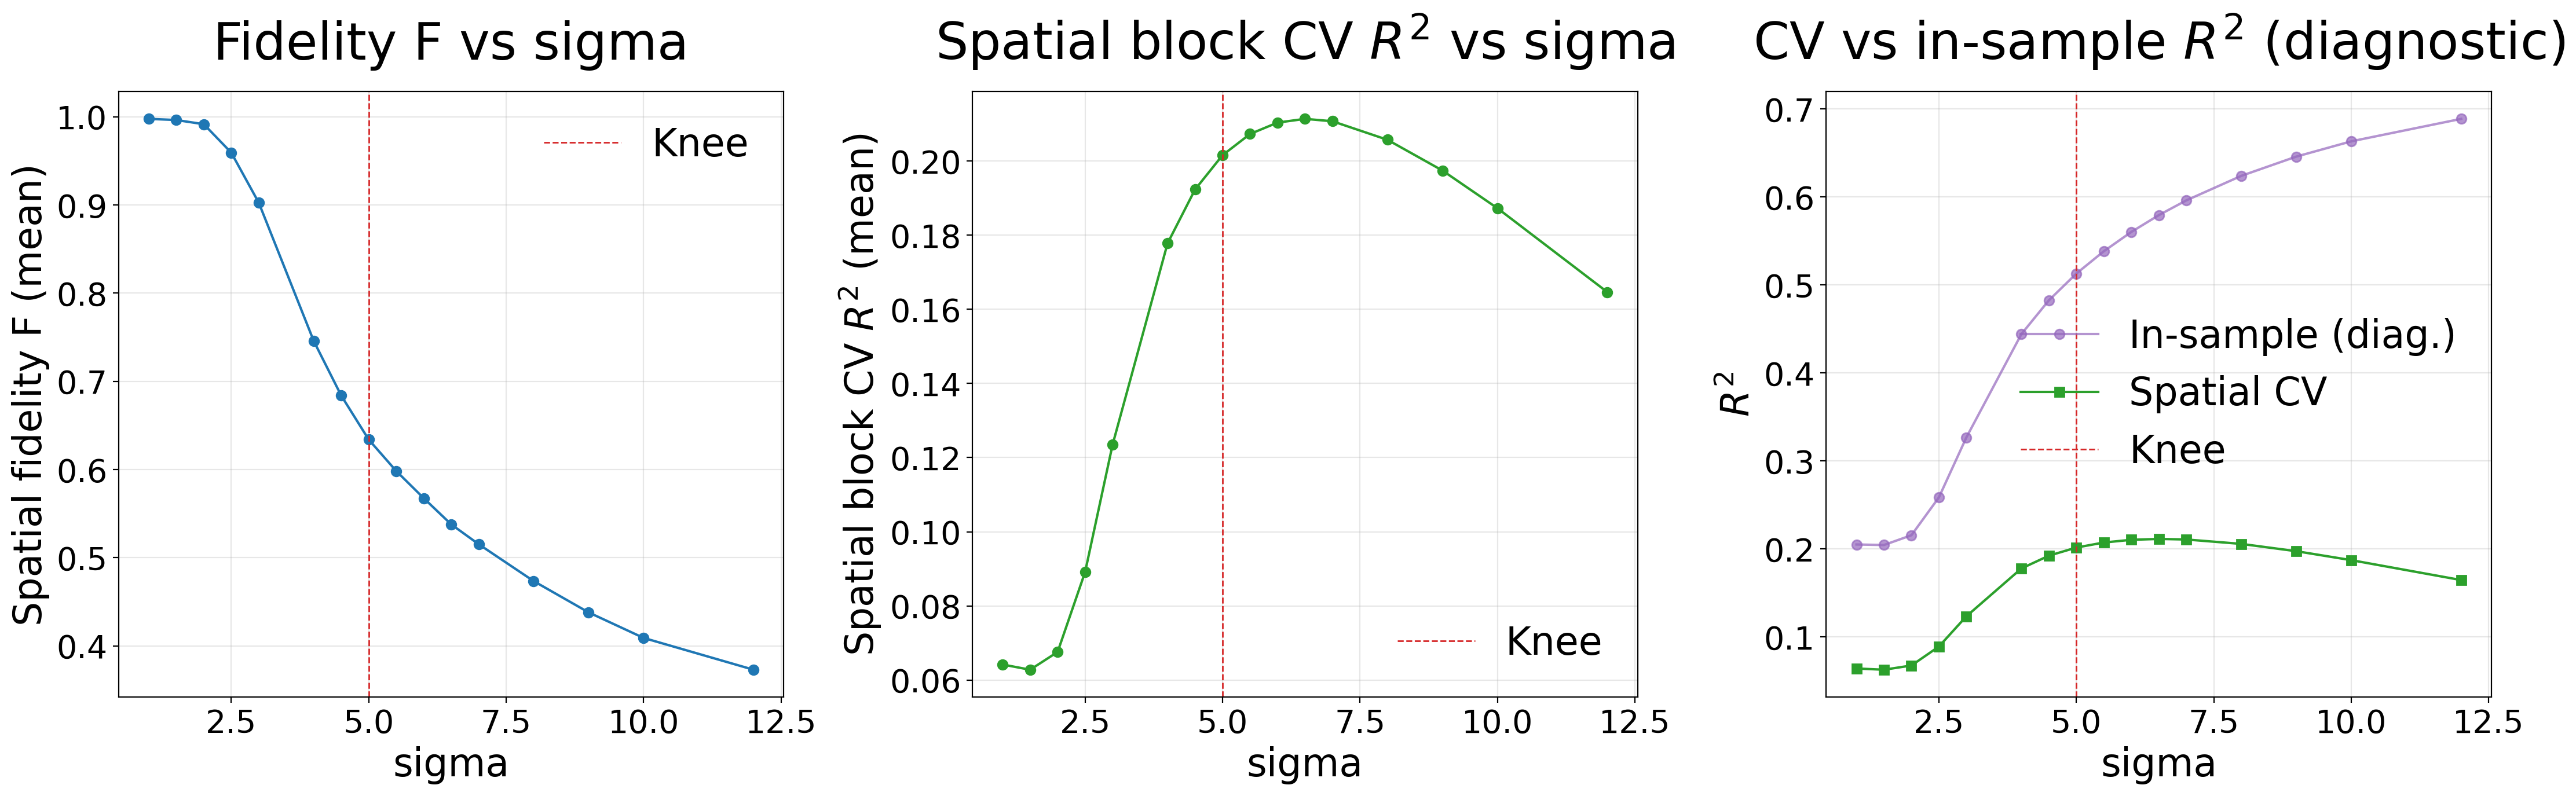 Fidelity F vs sigma
Spatial fidelity F (mean)
1.0
0.9
0.8
0.7
0.6
0.5
0.4
Knee
2.5 5.0 7.5 10.0 12.5
sigma
Spatial block CV R² vs sigma
Spatial block CV R² (mean)
0.20
0.18
0.16
0.14
0.12
0.10
0.08
0.06
Knee
2.5 5.0 7.5 10.0 12.5
sigma
CV vs in-sample R² (diagnostic)
R²
0.7
0.6
0.5
0.4
0.3
0.2
0.1
In-sample (diag.)
Spatial CV
Knee
2.5 5.0 7.5 10.0 12.5
sigma